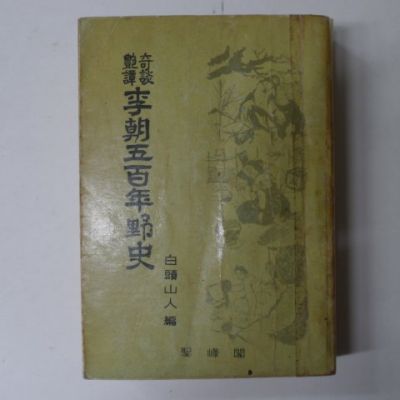 奇談
艶譚
李朝五百年野史
白頭山人 編
聖峰閣